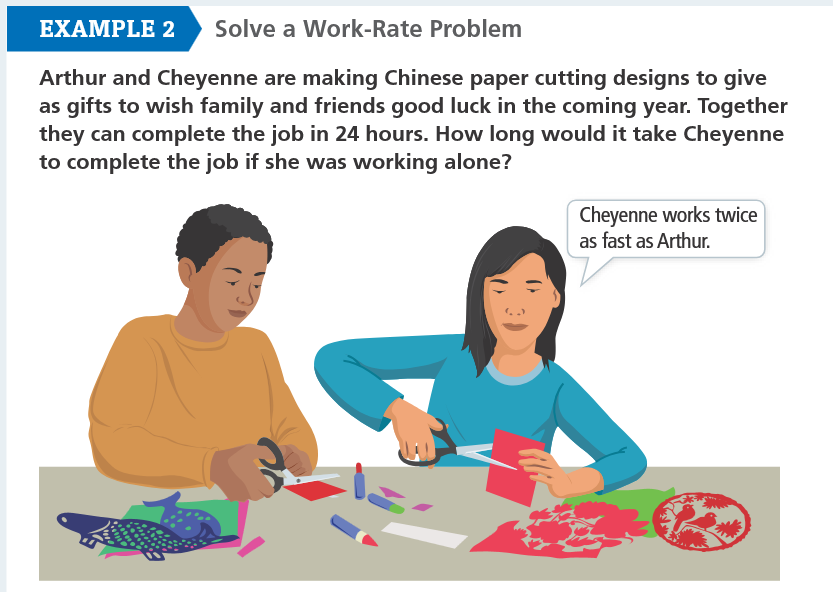 EXAMPLE 2 Solve a Work-Rate Problem
Arthur and Cheyenne are making Chinese paper cutting designs to give
as gifts to wish family and friends good luck in the coming year. Together
they can complete the job in 24 hours. How long would it take Cheyenne
to complete the job if she was working alone?
Cheyenne works twice
as fast as Arthur.